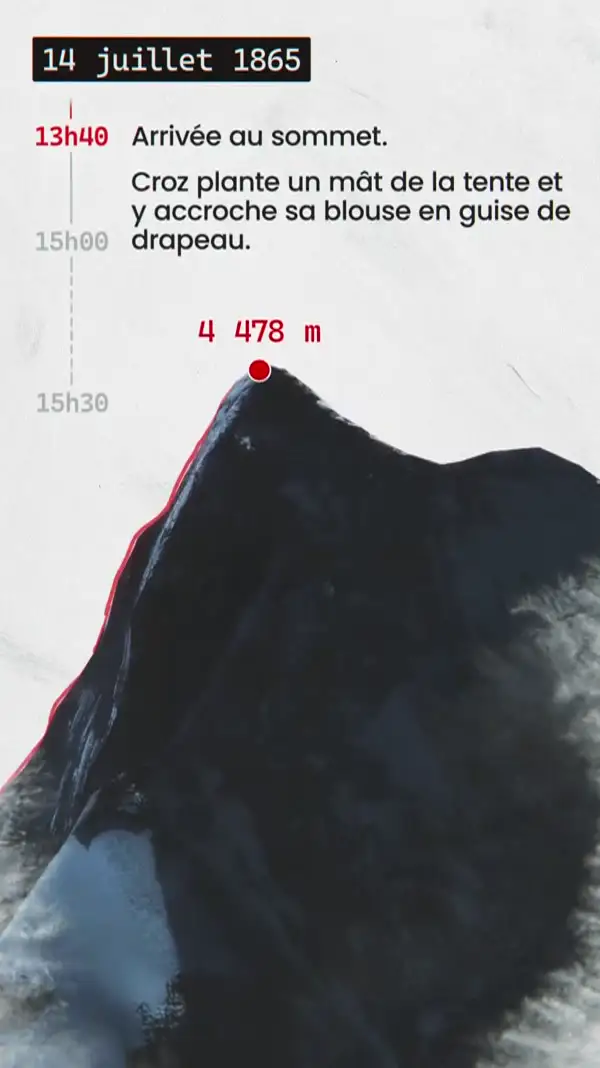 14 juillet 1865
13h40 Arrivée au sommet.
Croz plante un mât de la tente et
y accroche sa blouse en guise de
15h00 drapeau.
4 478 m
15h30